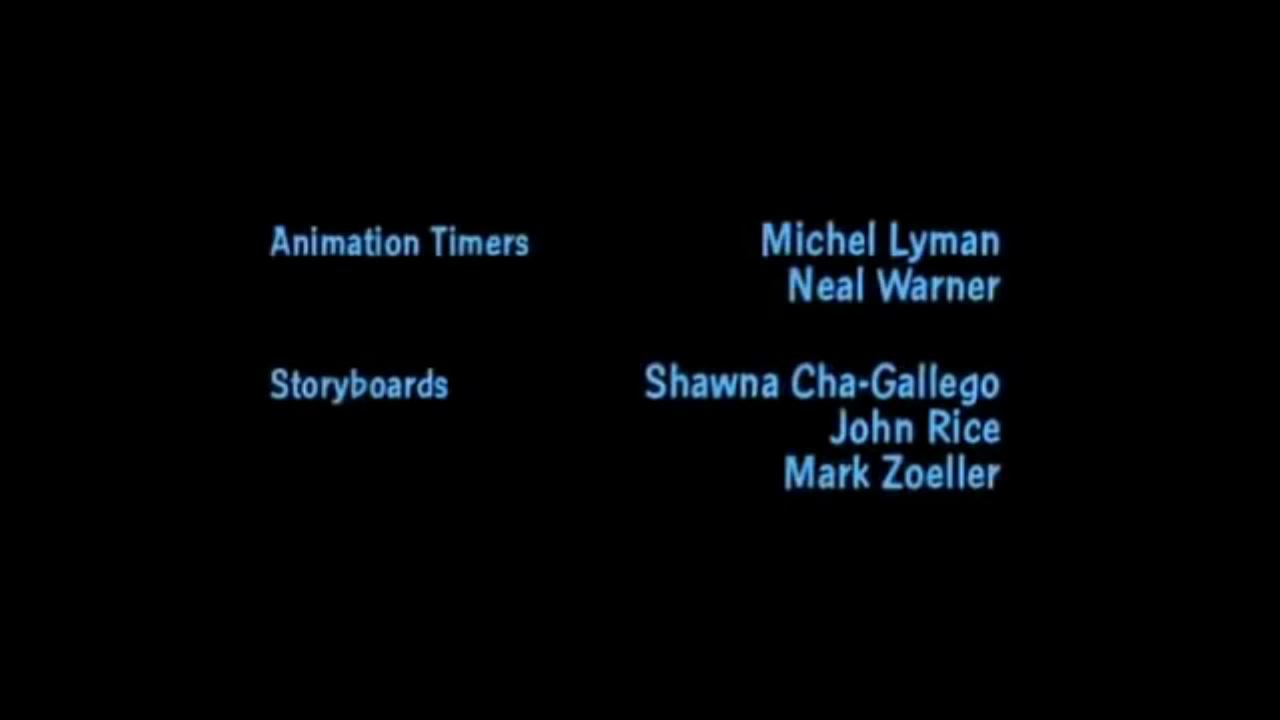 Animation Timers Michel Lyman
Neal Warner
Storyboards Shawna Cha-Gallego
John Rice
Mark Zoeller